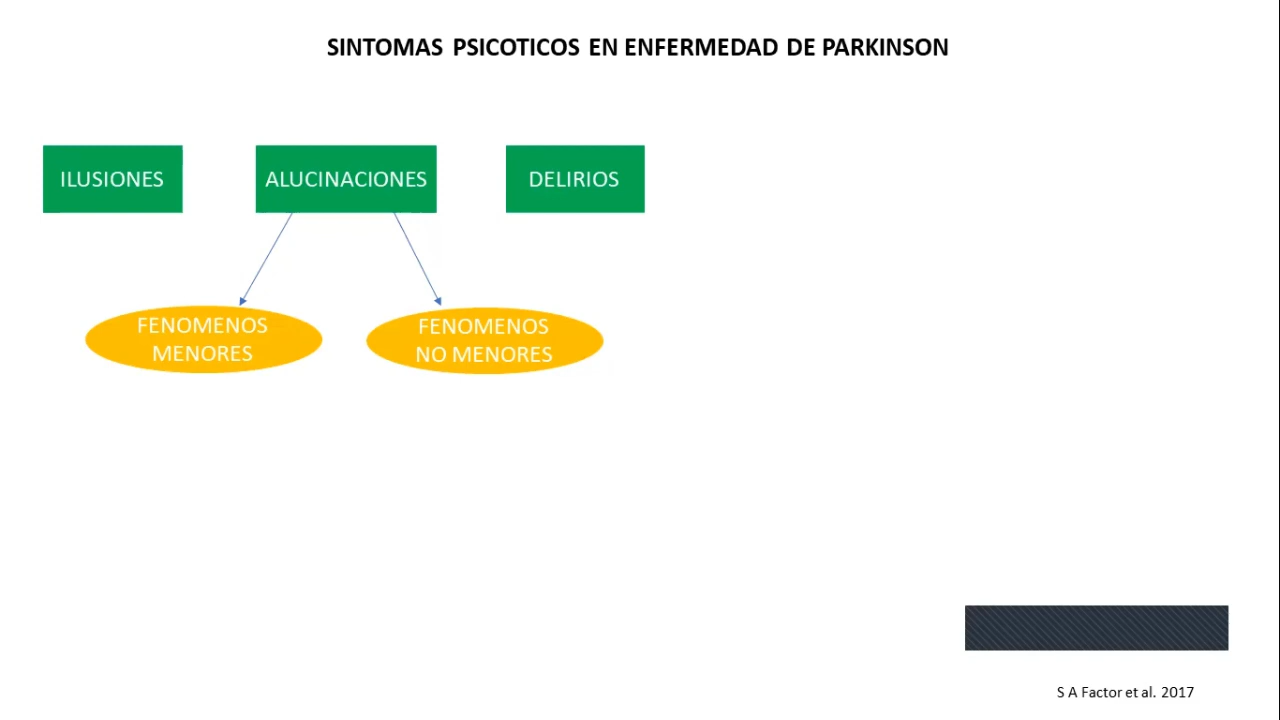 SINTOMAS PSICOTICOS EN ENFERMEDAD DE PARKINSON
ILUSIONES
ALUCINACIONES
DELIRIOS
FENOMENOS
MENORES
FENOMENOS
NO MENORES
S A Factor et al. 2017